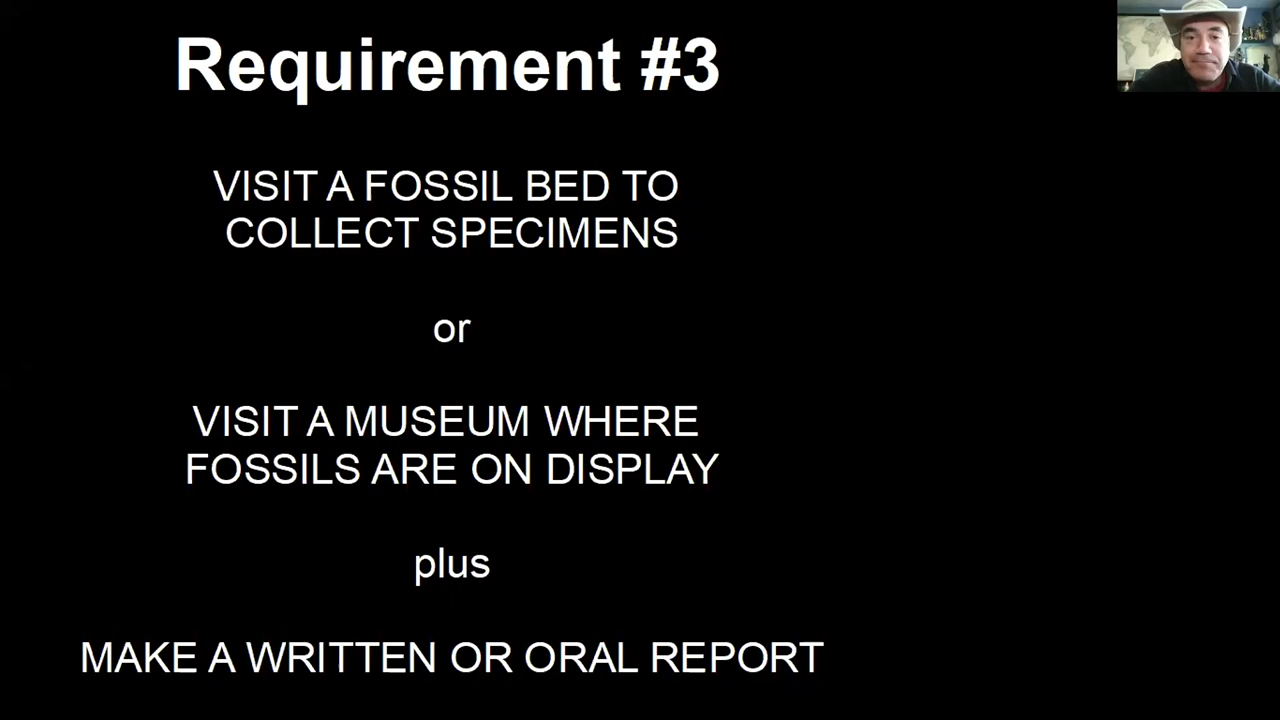 Requirement #3
VISIT A FOSSIL BED TO
COLLECT SPECIMENS
or
VISIT A MUSEUM WHERE
FOSSILS ARE ON DISPLAY
plus
MAKE A WRITTEN OR ORAL REPORT